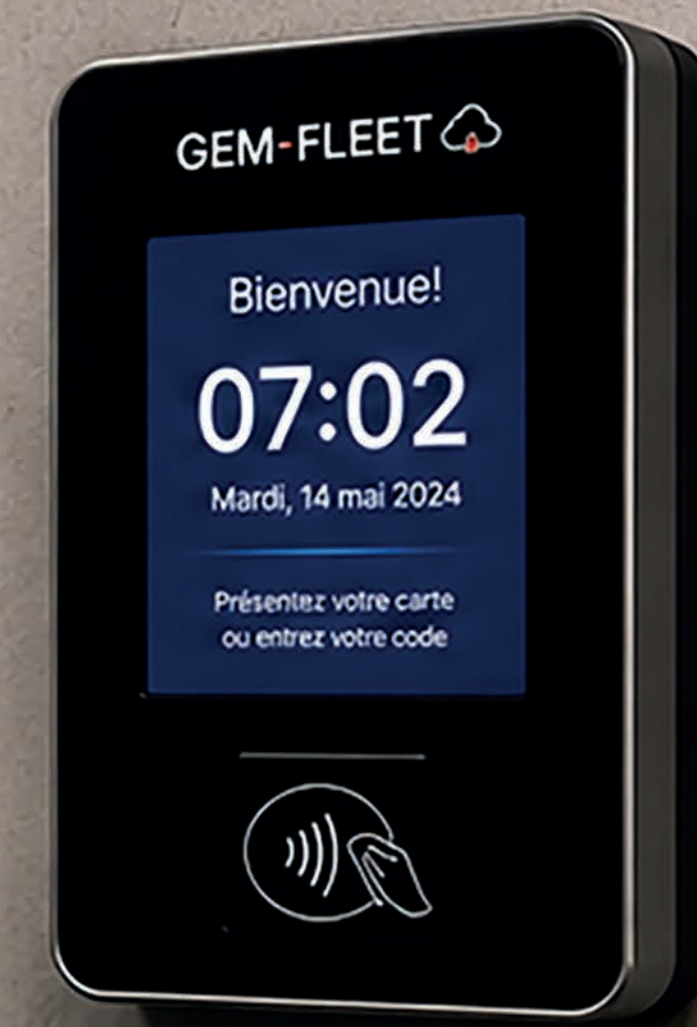 GEM-FLEET
Bienvenue!
07:02
Mardi, 14 mai 2024
Présentez votre carte
ou entrez votre code